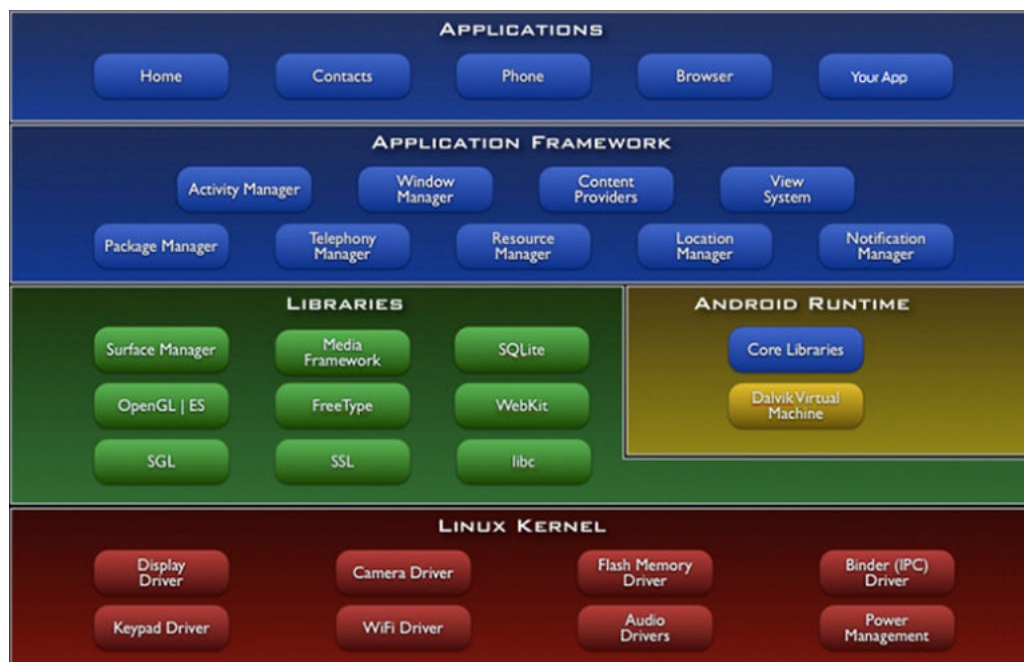 APPLICATIONS
Home Contacts Phone Browser Your App
APPLICATION FRAMEWORK
Activity Manager Window Manager Content Providers View System
Package Manager Telephony Manager Resource Manager Location Manager Notification Manager
LIBRARIES
Surface Manager Media Framework SQLite
OpenGL | ES FreeType WebKit
SGL SSL libc
ANDROID RUNTIME
Core Libraries
Dalvik Virtual Machine
LINUX KERNEL
Display Driver Camera Driver Flash Memory Driver Binder (IPC) Driver
Keypad Driver WiFi Driver Audio Drivers Power Management